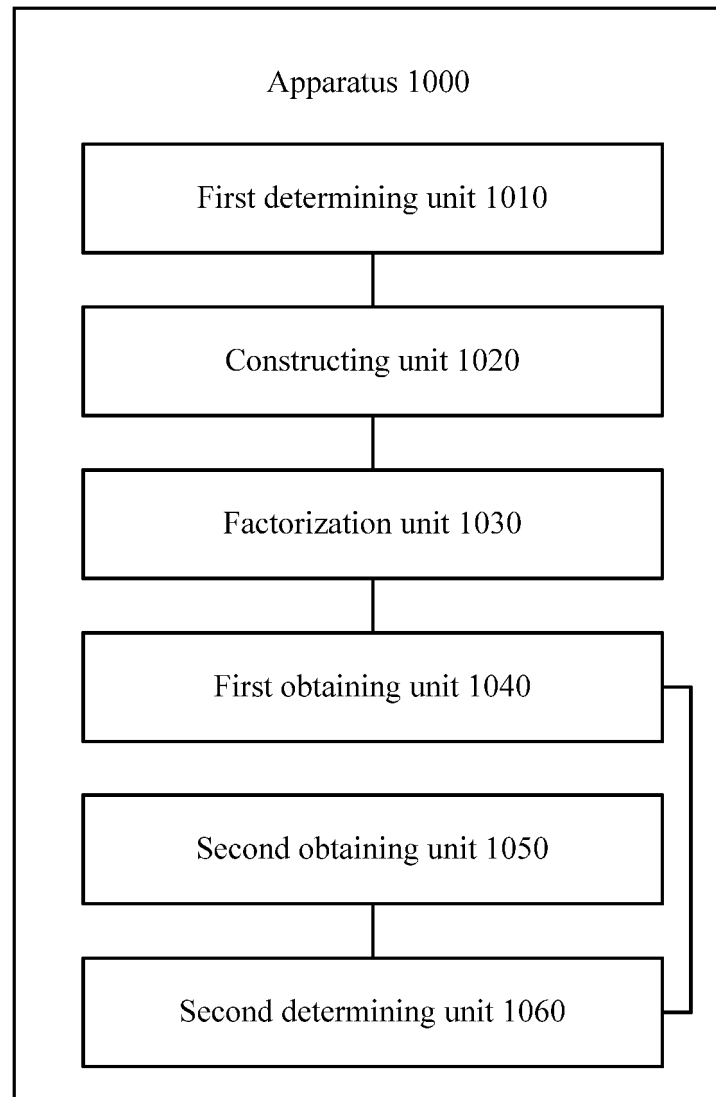 Apparatus 1000
First determining unit 1010
Constructing unit 1020
Factorization unit 1030
First obtaining unit 1040
Second obtaining unit 1050
Second determining unit 1060